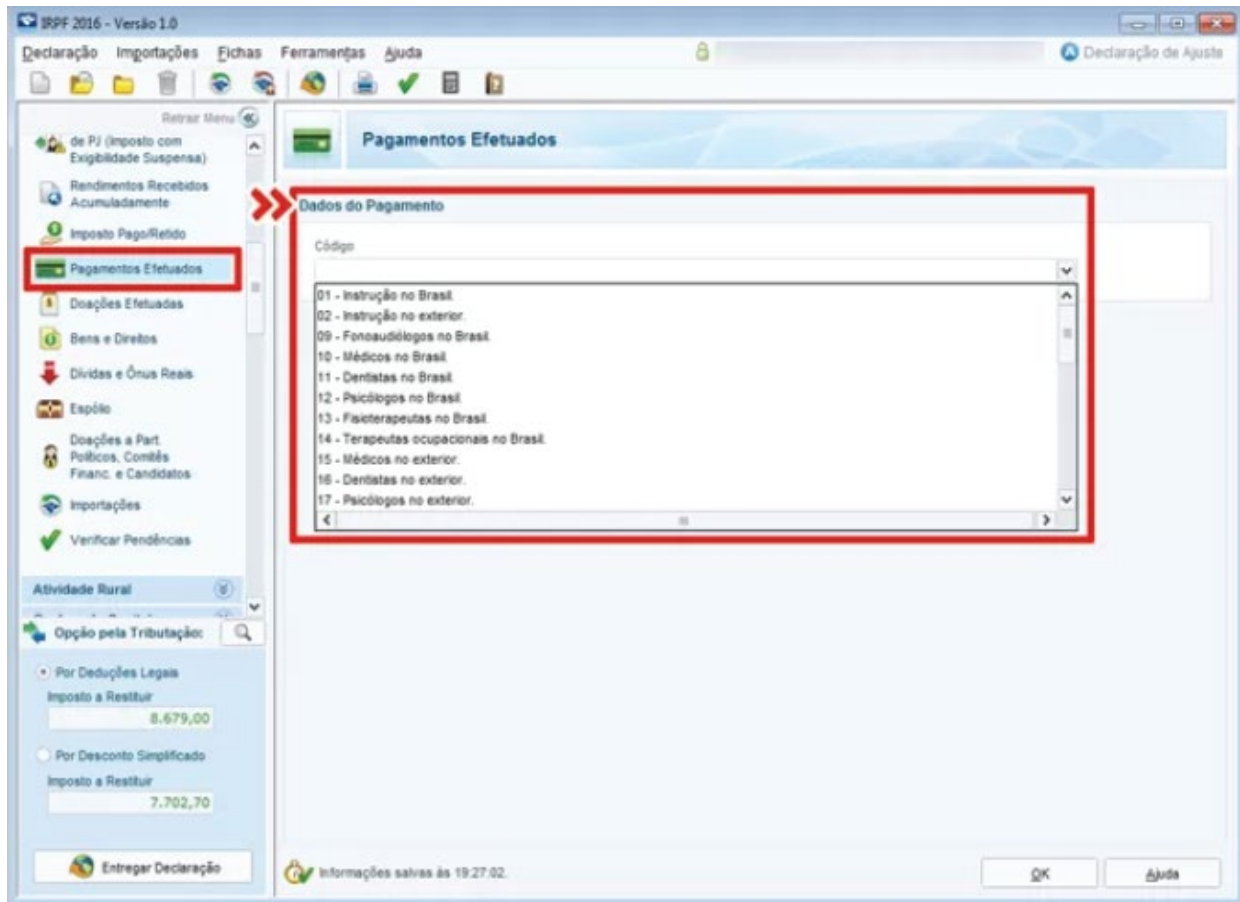 IRPF 2016 - Versão 1.0
Declaração Importações Fichas Ferramentas Ajuda
Declaração de Ajuste
Retrair Menu
de PJ (Imposto com
Exigibilidade Suspensa)
Rendimentos Recebidos
Acumuladamente
Imposto Pago/Retido
Pagamentos Efetuados
Doações Efetuadas
Bens e Direitos
Dívidas e Ônus Reais
Espólio
Doações a Part.
Políticos, Comitês
Financ. e Candidatos
Importações
Verificar Pendências
Atividade Rural
Opção pela Tributação:
Por Deduções Legais
Imposto a Restituir
8.679,00
Por Desconto Simplificado
Imposto a Restituir
7.702,70
Entregar Declaração
Pagamentos Efetuados
Dados do Pagamento
Código
01 - Instrução no Brasil.
02 - Instrução no exterior.
09 - Fonoaudiólogos no Brasil.
10 - Médicos no Brasil.
11 - Dentistas no Brasil.
12 - Psicólogos no Brasil.
13 - Fisioterapeutas no Brasil.
14 - Terapeutas ocupacionais no Brasil.
15 - Médicos no exterior.
16 - Dentistas no exterior.
17 - Psicólogos no exterior.
Informações salvas às 19:27:02.
OK
Ajuda